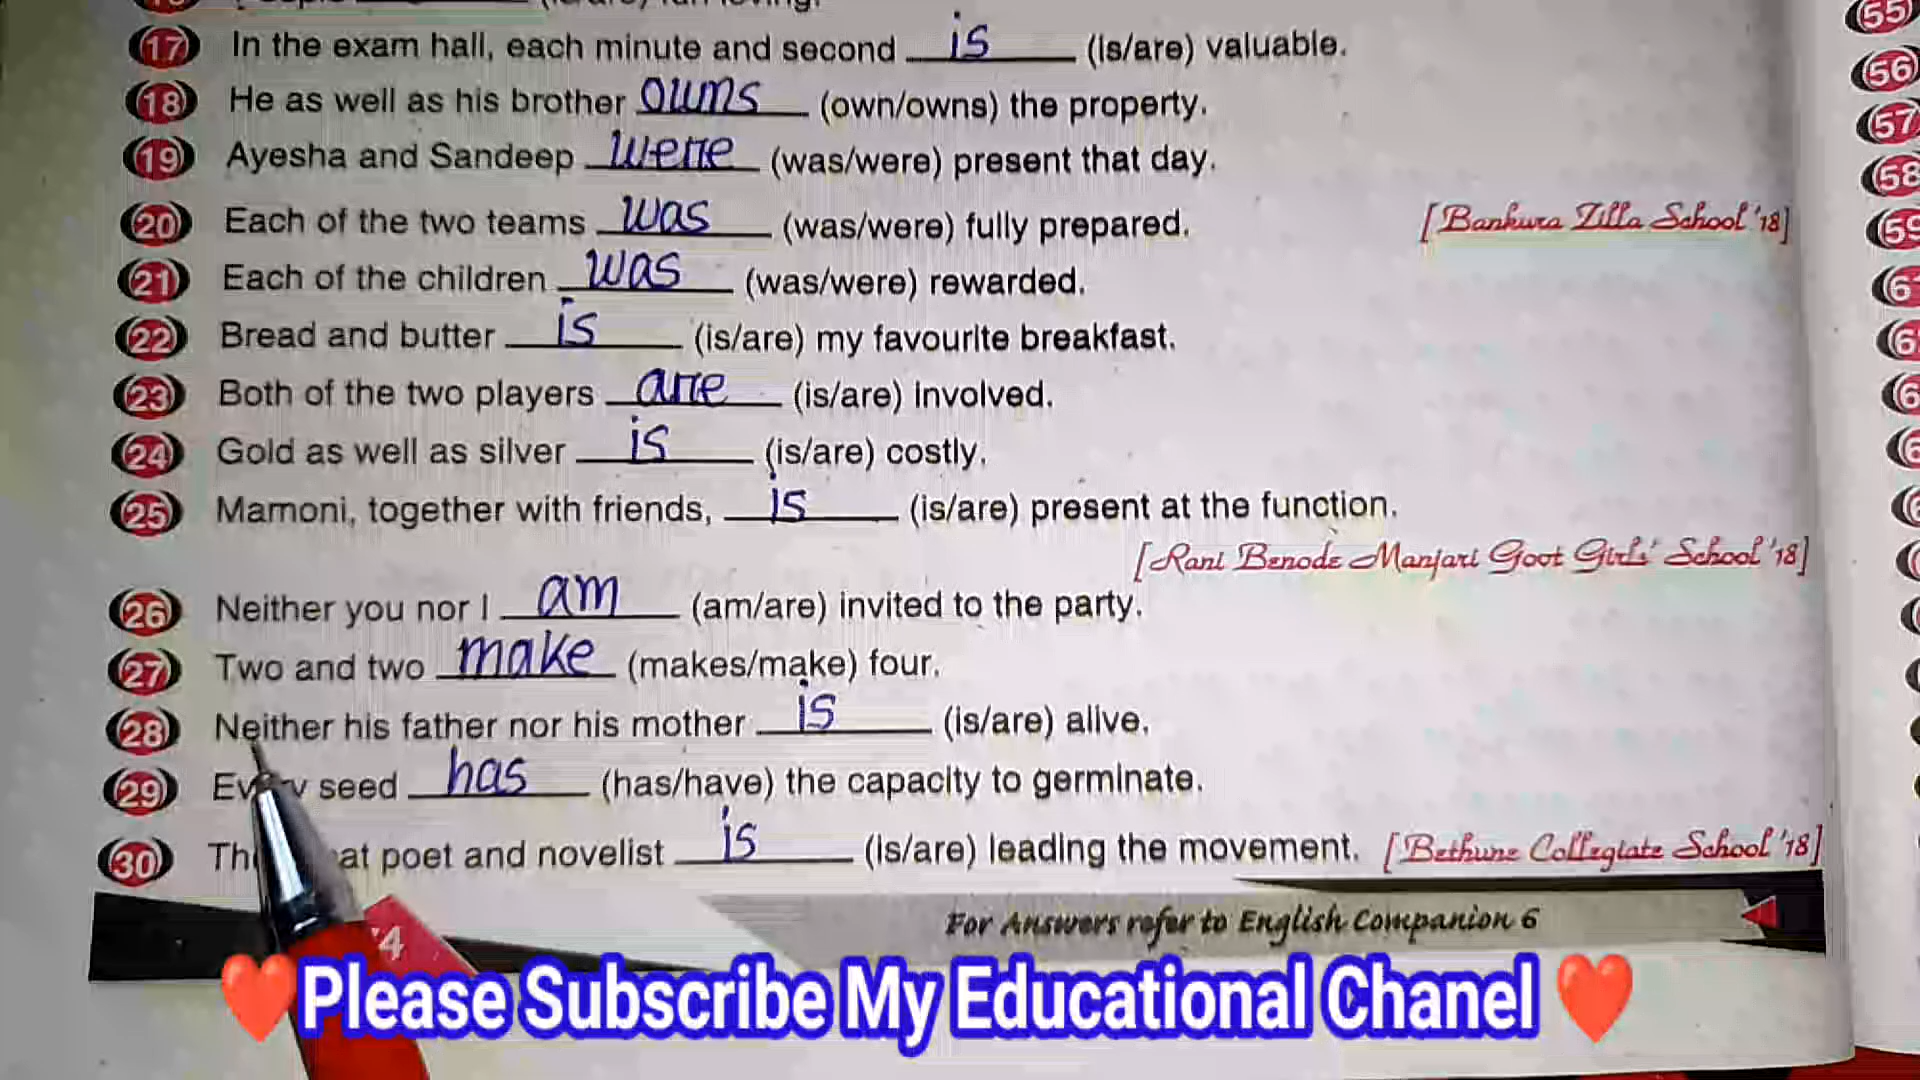 (17) In the exam hall, each minute and second is (is/are) valuable.
(18) He as well as his brother owns (own/owns) the property.
(19) Ayesha and Sandeep were (was/were) present that day.
(20) Each of the two teams was (was/were) fully prepared. [Bankura Zilla School '18]
(21) Each of the children was (was/were) rewarded.
(22) Bread and butter is (is/are) my favourite breakfast.
(23) Both of the two players are (is/are) involved.
(24) Gold as well as silver is (is/are) costly.
(25) Mamoni, together with friends, is (is/are) present at the function.
[Rani Benode Manjari Govt Girls' School '18]
(26) Neither you nor I am (am/are) invited to the party.
(27) Two and two make (makes/make) four.
(28) Neither his father nor his mother is (is/are) alive.
(29) Every seed has (has/have) the capacity to germinate.
(30) poet and novelist is (is/are) leading the movement. [Bethune Collegiate School '18]
For Answers refer to English Companion 6
Please Subscribe My Educational Chanel
(55)
(56)
(57)
(58)